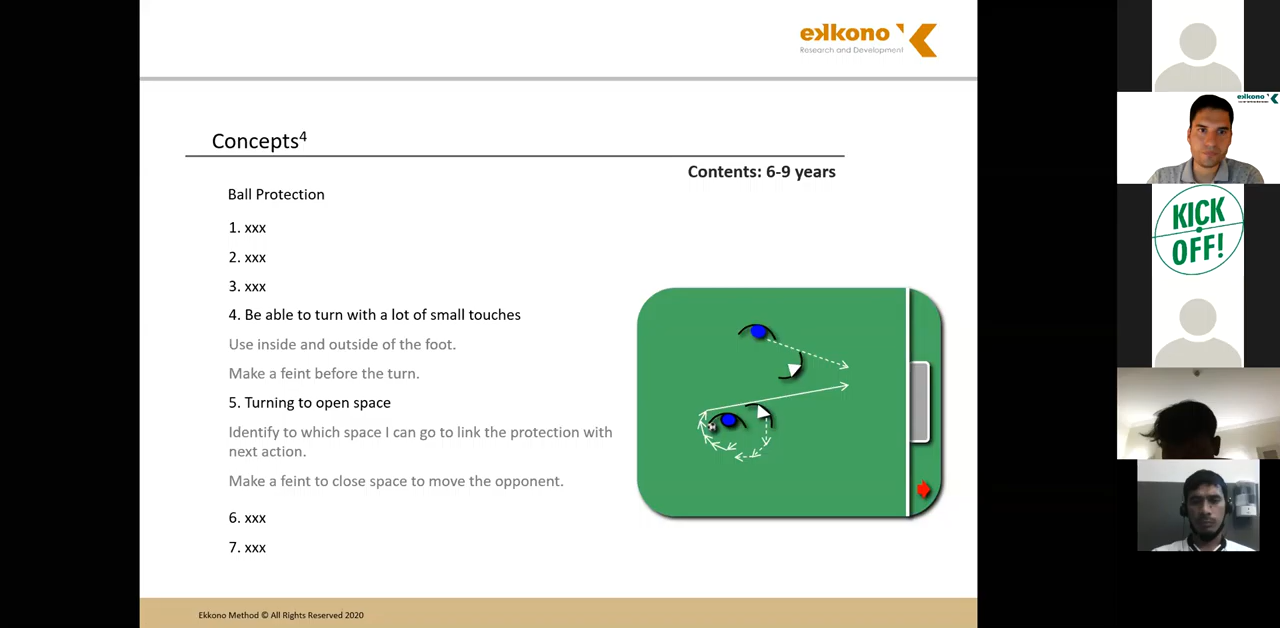 ekkono
Research and Development
Concepts4
Contents: 6-9 years
Ball Protection
1. xxx
2. xxx
3. xxx
4. Be able to turn with a lot of small touches
Use inside and outside of the foot.
Make a feint before the turn.
5. Turning to open space
Identify to which space I can go to link the protection with
next action.
Make a feint to close space to move the opponent.
6. xxx
7. xxx
Ekkono Method © All Rights Reserved 2020
ekkono
KICK
OFF!